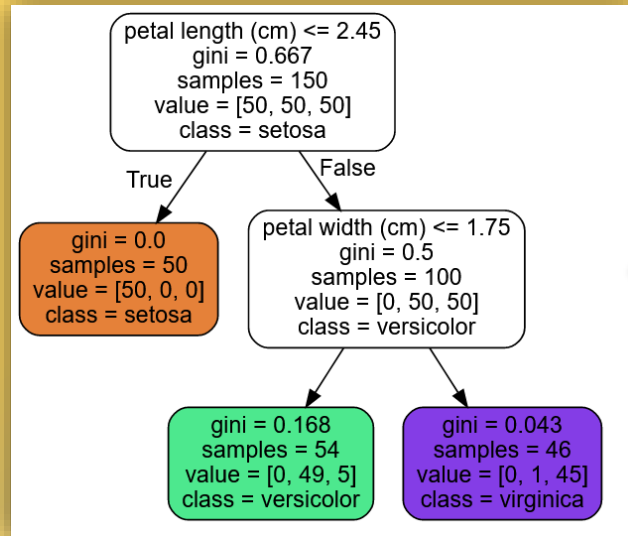 petal length (cm) <= 2.45
gini = 0.667
samples = 150
value = [50, 50, 50]
class = setosa
True
False
gini = 0.0
samples = 50
value = [50, 0, 0]
class = setosa
petal width (cm) <= 1.75
gini = 0.5
samples = 100
value = [0, 50, 50]
class = versicolor
gini = 0.168
samples = 54
value = [0, 49, 5]
class = versicolor
gini = 0.043
samples = 46
value = [0, 1, 45]
class = virginica